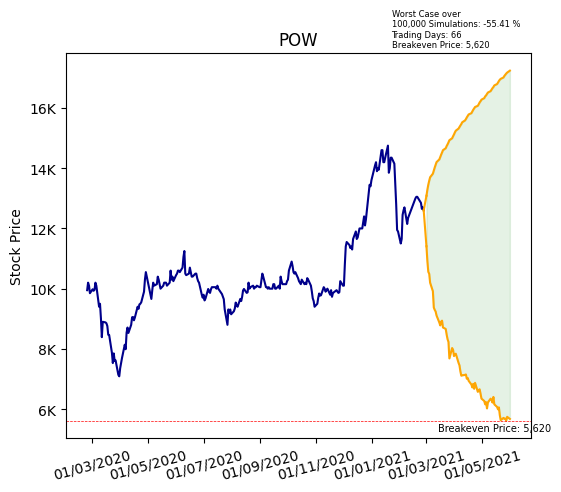 Worst Case over
100,000 Simulations: -55.41 %
Trading Days: 66
Breakeven Price: 5,620
POW
Stock Price
16K
14K
12K
10K
8K
6K
Breakeven Price: 5,620
01/03/2020
01/05/2020
01/07/2020
01/09/2020
01/11/2020
01/01/2021
01/03/2021
01/05/2021